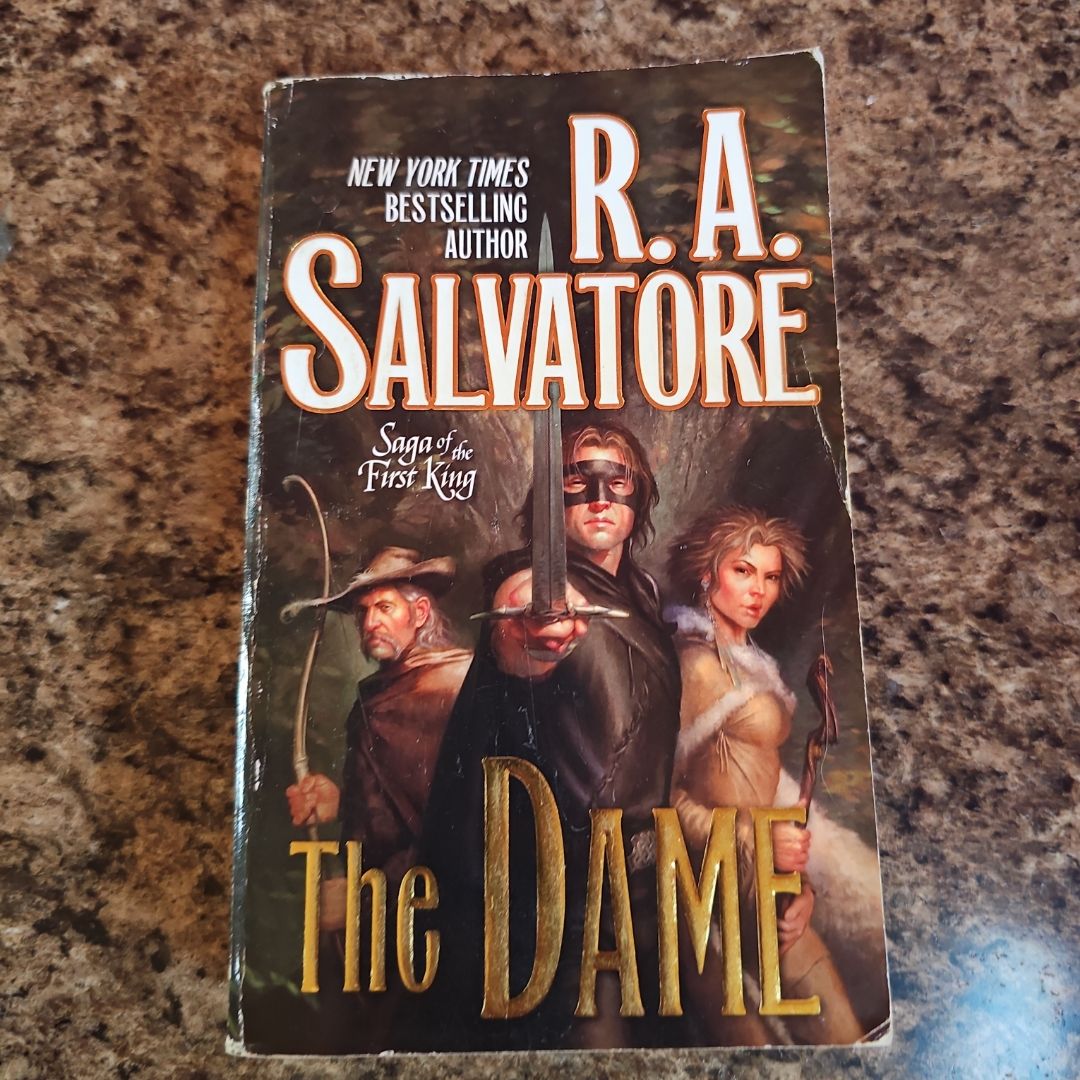 NEW YORK TIMES
BESTSELLING
AUTHOR
R. A.
SALVATORE
Saga of the
First King
The DAME